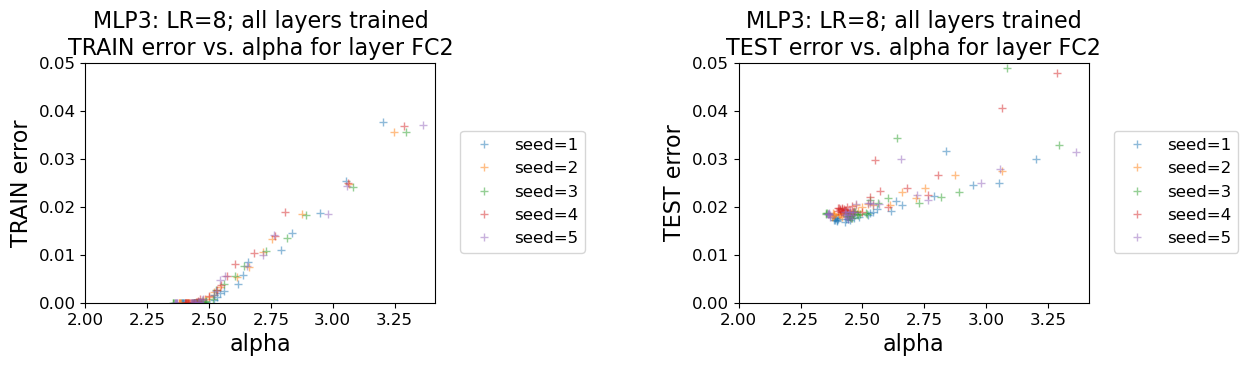 MLP3: LR=8; all layers trained
TRAIN error vs. alpha for layer FC2
TRAIN error
0.05
0.04
0.03
0.02
0.01
0.00
2.00 2.25 2.50 2.75 3.00 3.25
alpha
seed=1
seed=2
seed=3
seed=4
seed=5
MLP3: LR=8; all layers trained
TEST error vs. alpha for layer FC2
TEST error
0.05
0.04
0.03
0.02
0.01
0.00
2.00 2.25 2.50 2.75 3.00 3.25
alpha
seed=1
seed=2
seed=3
seed=4
seed=5